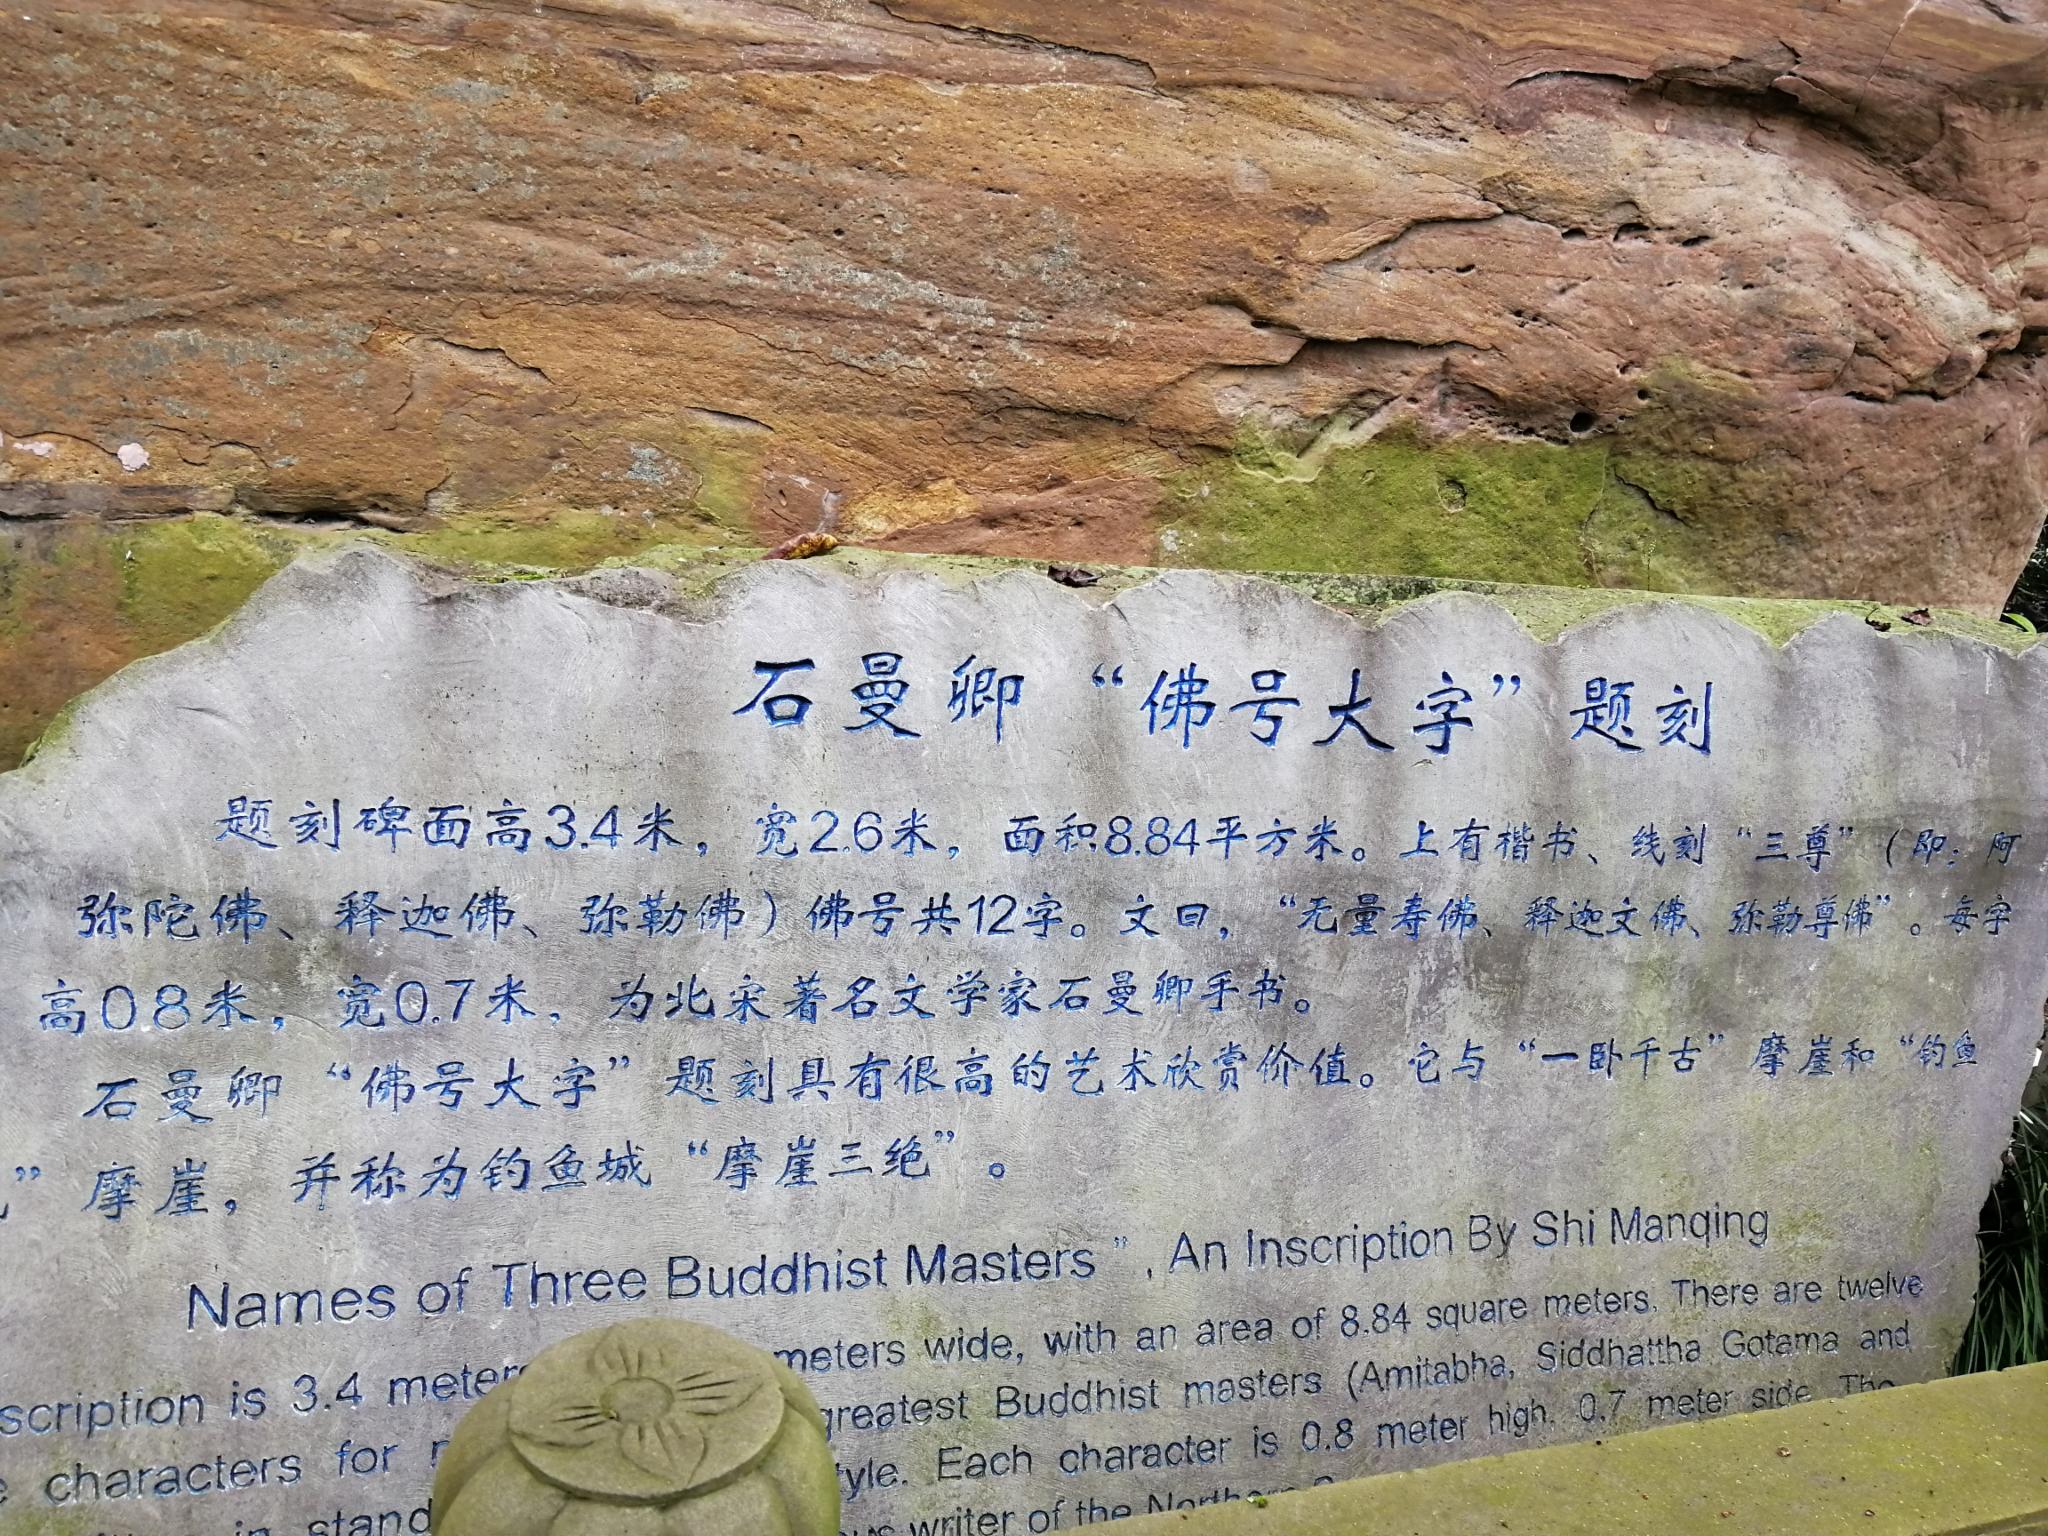 石曼卿“佛号大字”题刻
题刻碑面高3.4米，宽2.6米，面积8.84平方米。上有楷书、线刻“三尊”（即：阿
弥陀佛、释迦佛、弥勒佛）佛号共12字。文曰，“无量寿佛、释迦文佛、弥勒尊佛”。每字
高0.8米，宽0.7米，为北宋著名文学家石曼卿手书。
石曼卿“佛号大字”题刻具有很高的艺术欣赏价值。它与“一卧千古”摩崖和“钓鱼
”摩崖，并称为钓鱼城“摩崖三绝”。
Names of Three Buddhist Masters”, An Inscription By Shi Manqing
scription is 3.4 meters meters wide, with an area of 8.84 square meters. There are twelve
characters for greatest Buddhist masters (Amitabha, Siddhattha Gotama and
in stand tyle. Each character is 0.8 meter high, 0.7 meter side. The
writer of the Northern